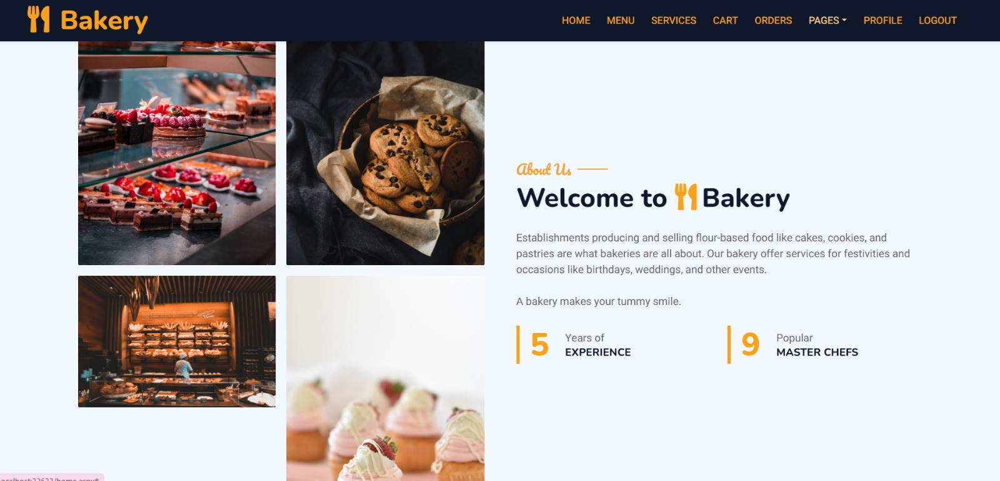 Bakery
HOME MENU SERVICES CART ORDERS PAGES PROFILE LOGOUT
About Us
Welcome to Bakery
Establishments producing and selling flour-based food like cakes, cookies, and
pastries are what bakeries are all about. Our bakery offer services for festivities and
occasions like birthdays, weddings, and other events.
A bakery makes your tummy smile.
5 Years of
EXPERIENCE
9 Popular
MASTER CHEFS